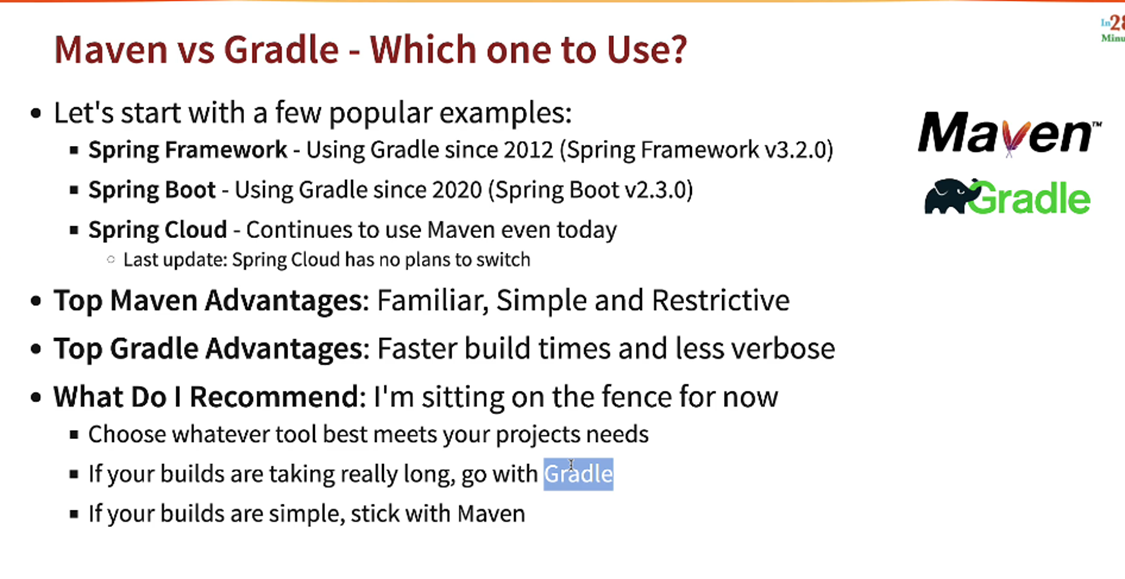 In28
Minu
Maven vs Gradle - Which one to Use?
Let's start with a few popular examples:
Spring Framework - Using Gradle since 2012 (Spring Framework v3.2.0)
Spring Boot - Using Gradle since 2020 (Spring Boot v2.3.0)
Spring Cloud - Continues to use Maven even today
Last update: Spring Cloud has no plans to switch
Maven™
Gradle
Top Maven Advantages: Familiar, Simple and Restrictive
Top Gradle Advantages: Faster build times and less verbose
What Do I Recommend: I'm sitting on the fence for now
Choose whatever tool best meets your projects needs
If your builds are taking really long, go with Gradle
If your builds are simple, stick with Maven